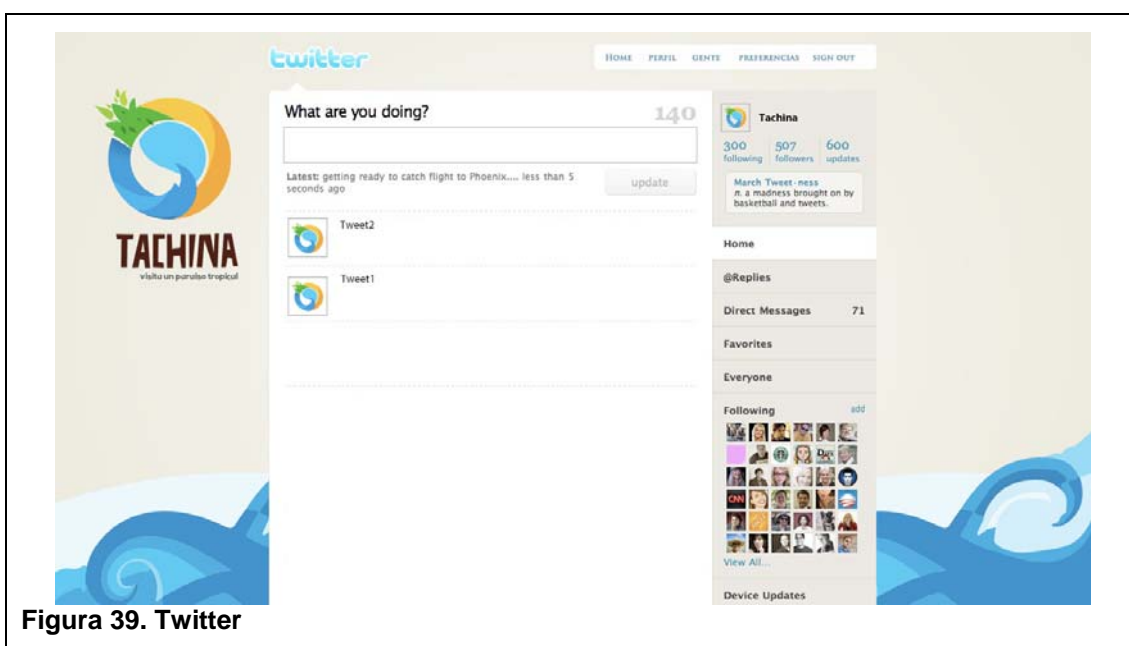 twitter
HOME PERFIL GENTE PREFERENCIAS SIGN OUT
TACHINA
visita un paraiso tropical
What are you doing?
140
Latest: getting ready to catch flight to Phoenix.... less than 5
seconds ago
update
Tweet2
Tweet1
Tachina
300 507 600
following followers updates
March Tweet-ness
n. a madness brought on by
basketball and tweets.
Home
@Replies
Direct Messages 71
Favorites
Everyone
Following add
CNN
View All...
Device Updates
Figura 39. Twitter